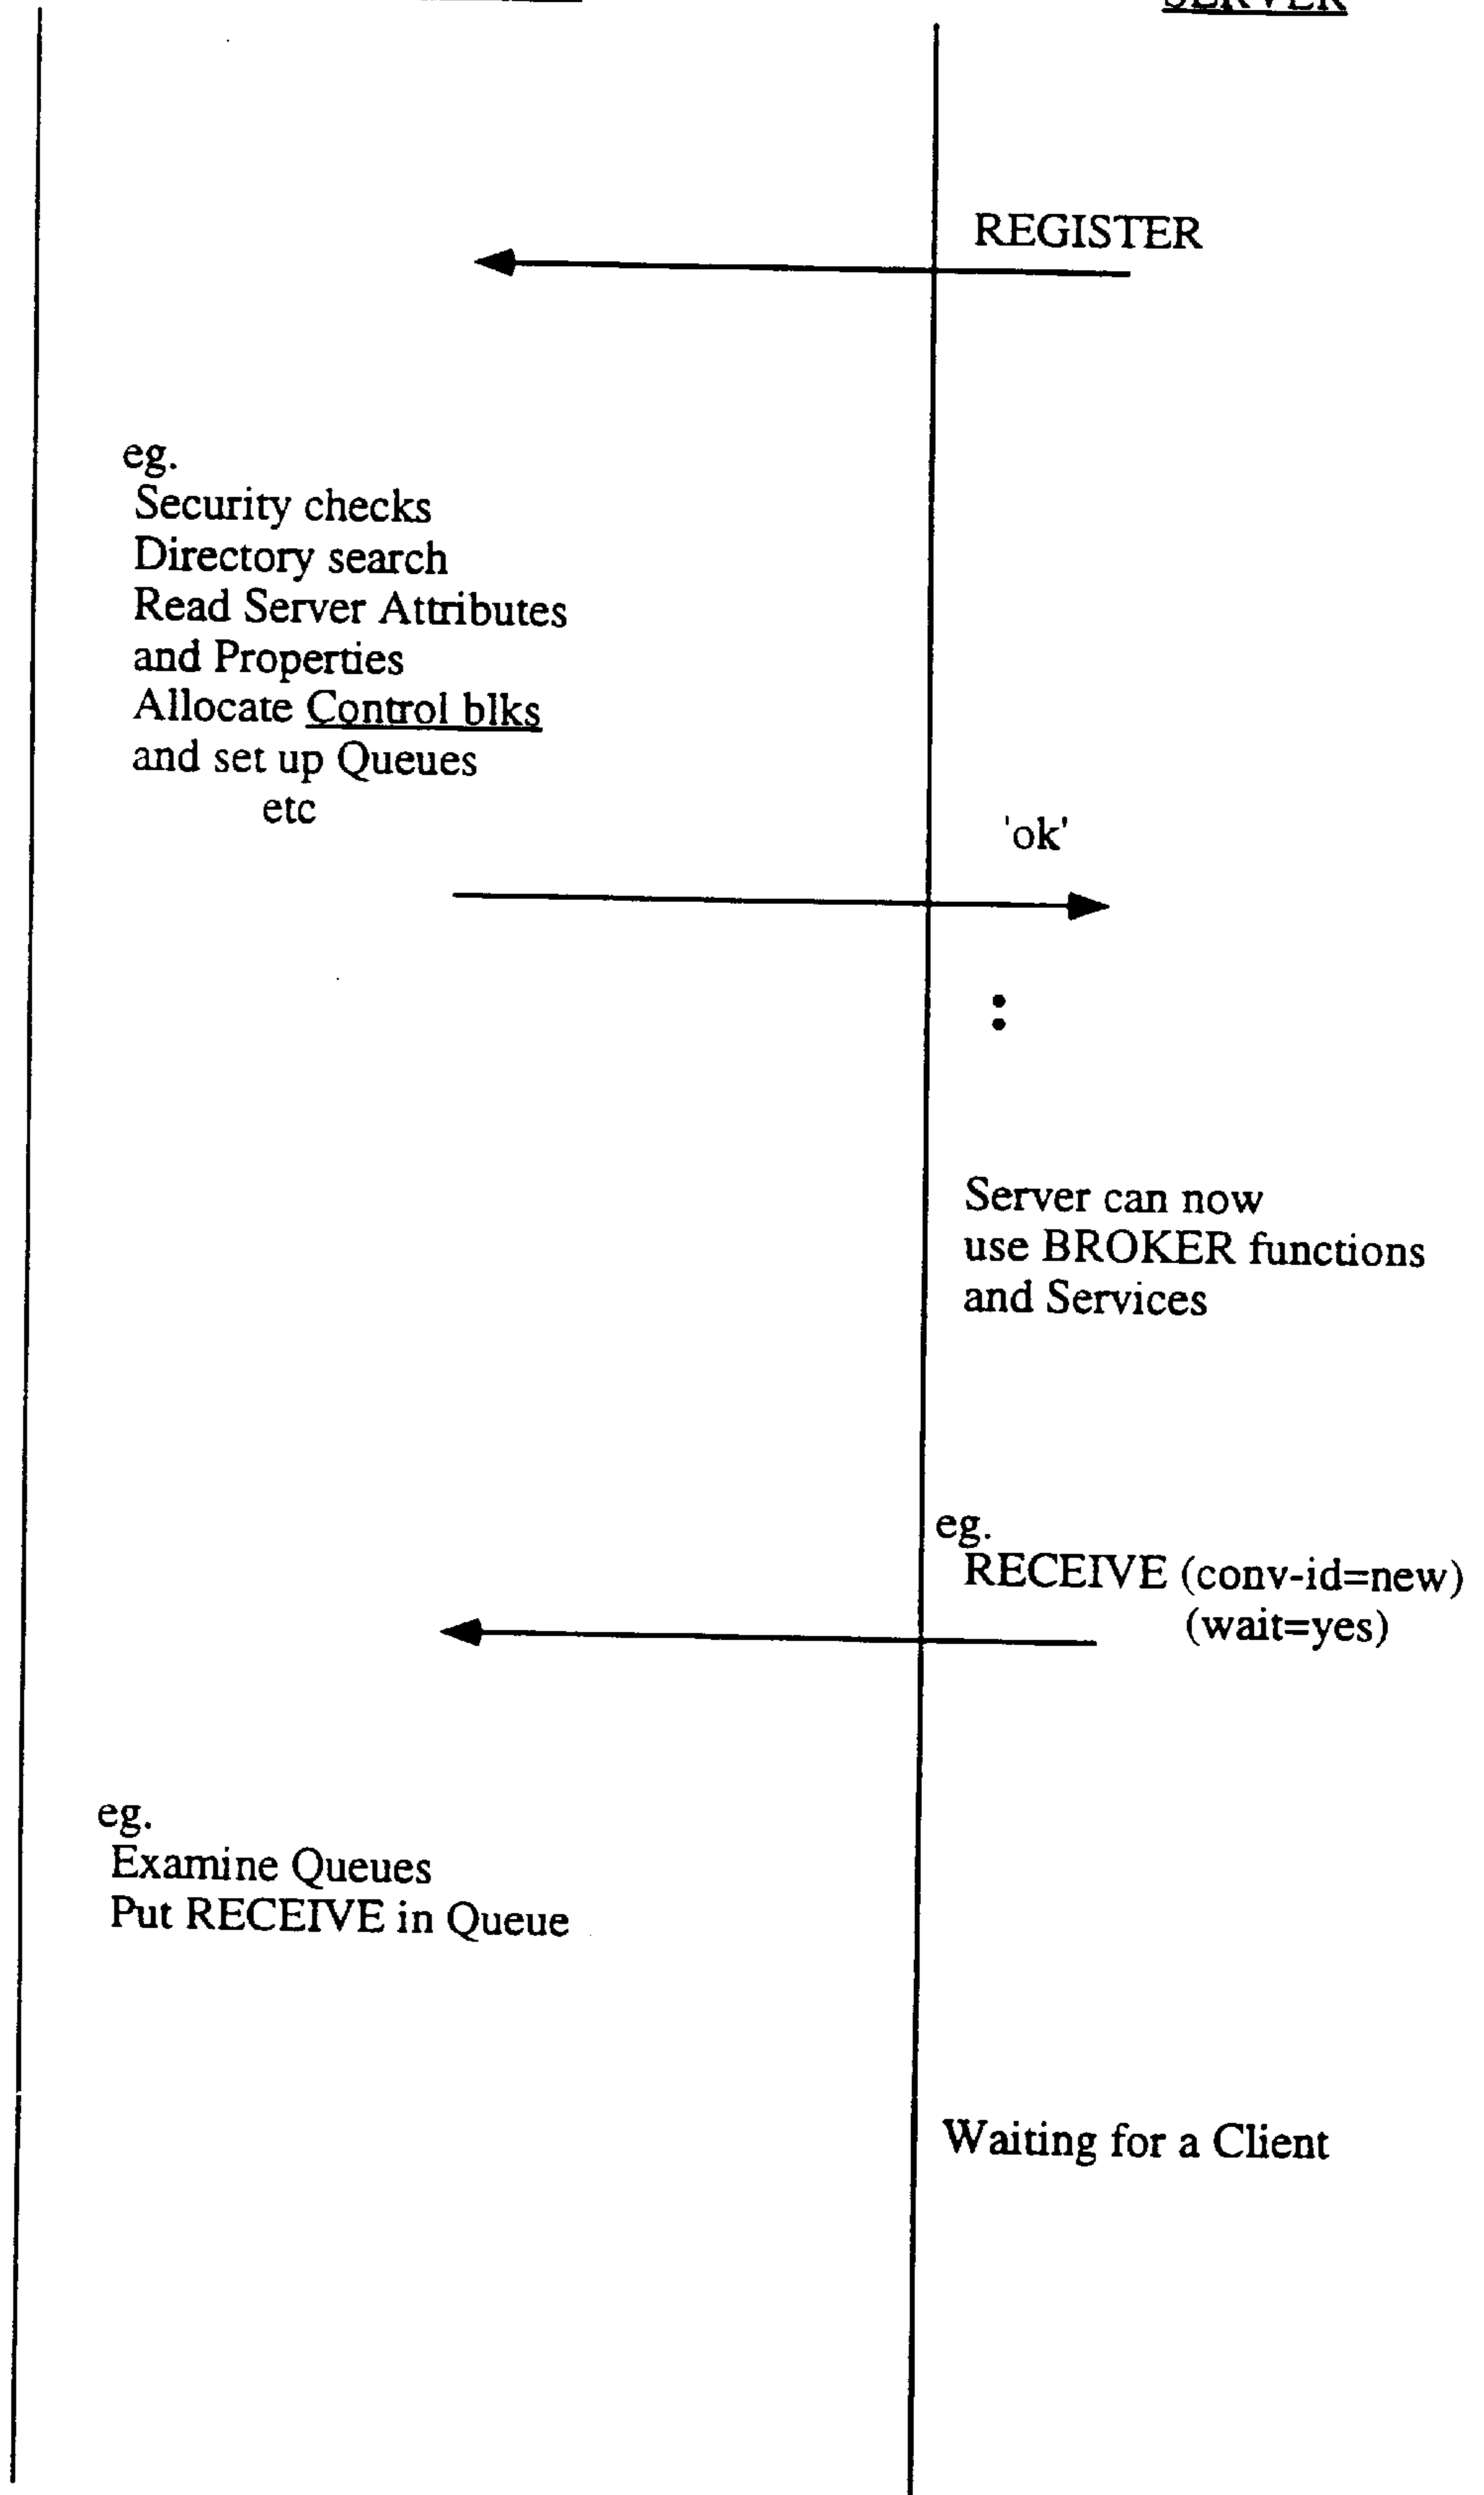 SERVER
REGISTER
eg.
Security checks
Directory search
Read Server Attributes
and Properties
Allocate Control blks
and set up Queues
etc
'ok'
:
Server can now
use BROKER functions
and Services
eg.
RECEIVE (conv-id=new)
(wait=yes)
eg.
Examine Queues
Put RECEIVE in Queue
Waiting for a Client